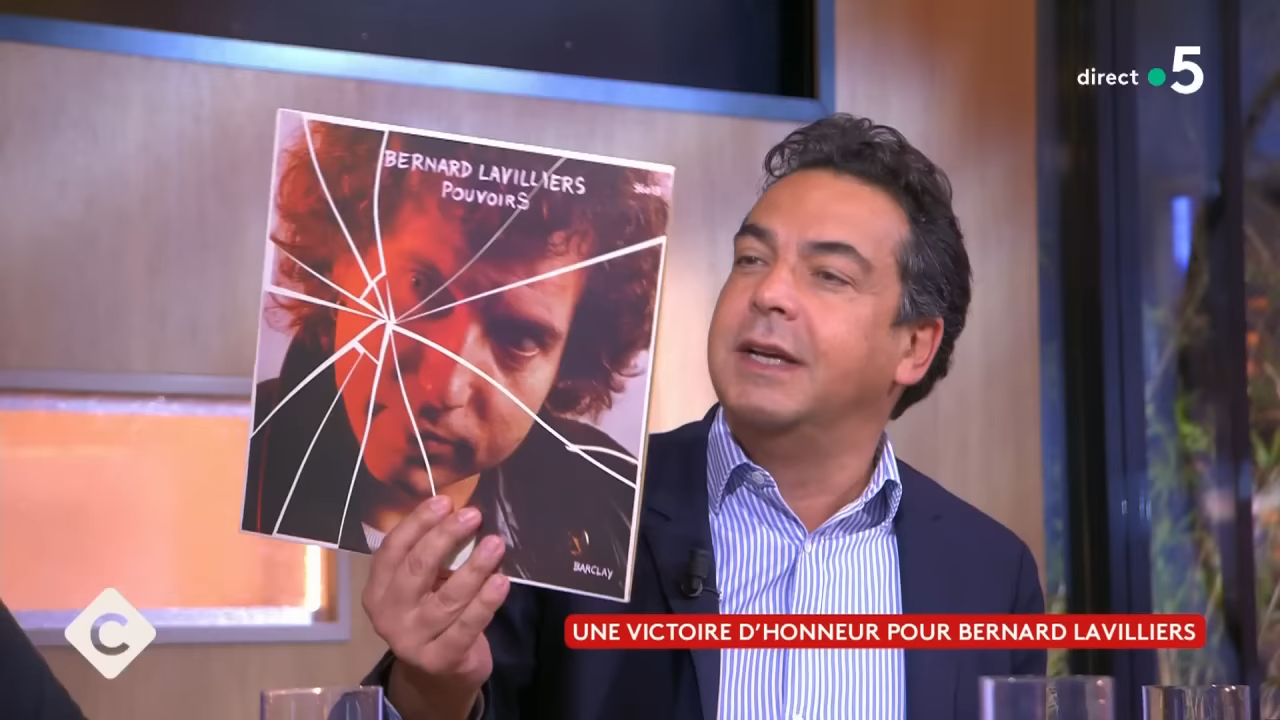 direct 5
BERNARD LAVILLIERS
POUVOIRS
BARCLAY
C
UNE VICTOIRE D'HONNEUR POUR BERNARD LAVILLIERS